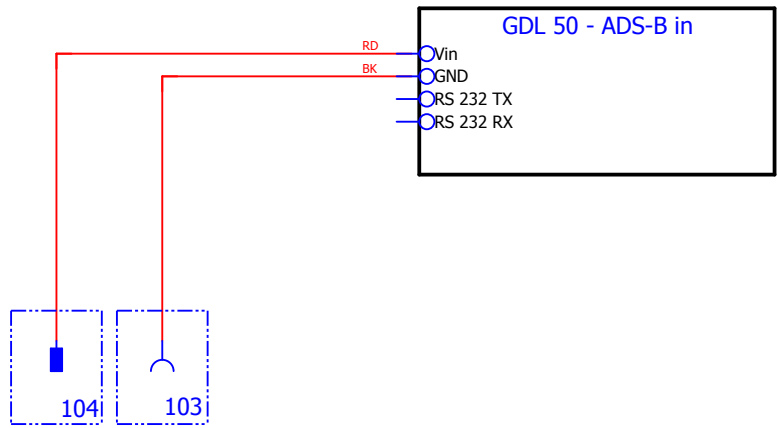 GDL 50 - ADS-B in
RD
Vin
BK
GND
RS 232 TX
RS 232 RX
104
103